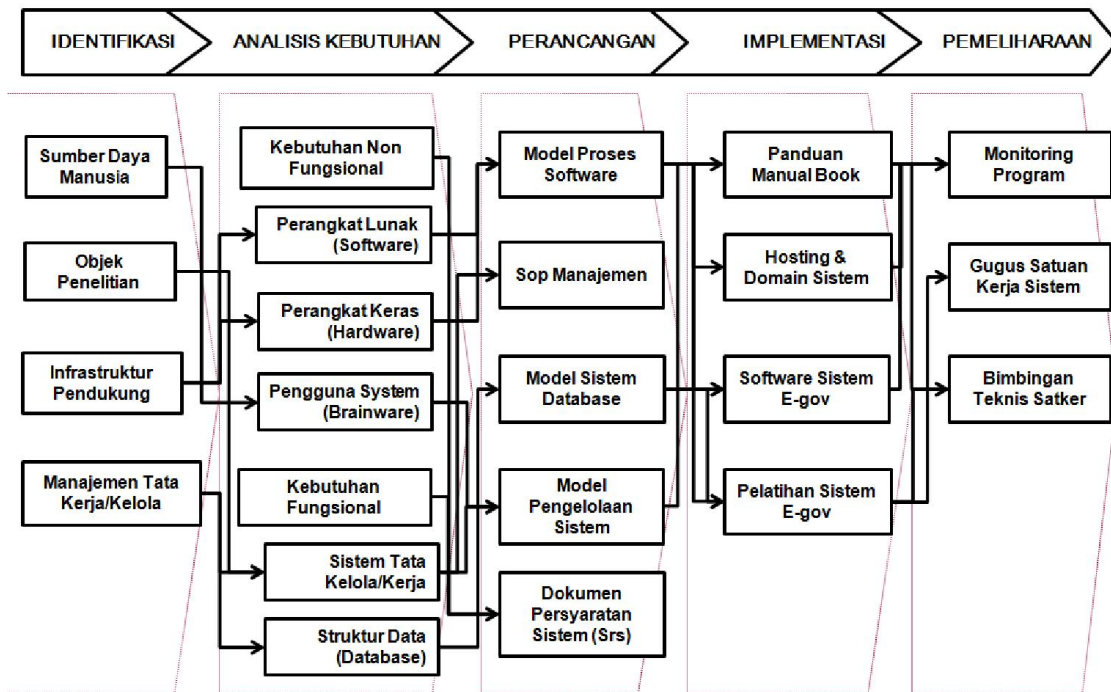 IDENTIFIKASI
ANALISIS KEBUTUHAN
PERANCANGAN
IMPLEMENTASI
PEMELIHARAAN
Sumber Daya
Manusia
Objek
Penelitian
Infrastruktur
Pendukung
Manajemen Tata
Kerja/Kelola
Kebutuhan Non
Fungsional
Perangkat Lunak
(Software)
Perangkat Keras
(Hardware)
Pengguna System
(Brainware)
Kebutuhan
Fungsional
Sistem Tata
Kelola/Kerja
Struktur Data
(Database)
Model Proses
Software
Sop Manajemen
Model Sistem
Database
Model
Pengelolaan
Sistem
Dokumen
Persyaratan
Sistem (Srs)
Panduan
Manual Book
Hosting &
Domain Sistem
Software Sistem
E-gov
Pelatihan Sistem
E-gov
Monitoring
Program
Gugus Satuan
Kerja Sistem
Bimbingan
Teknis Satker